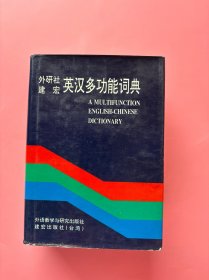 外研社
建 宏
英汉多功能词典
A MULTIFUNCTION
ENGLISH-CHINESE
DICTIONARY
外语教学与研究出版社
建宏出版社(台湾)